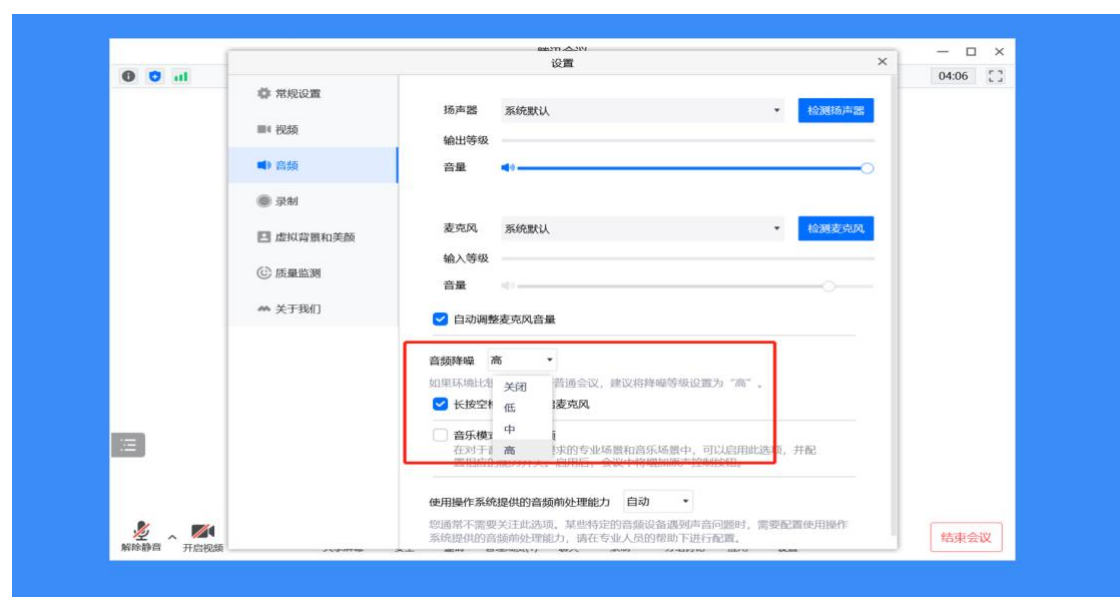 设置
04:06
常规设置
视频
音频
录制
虚拟背景和美颜
质量监测
关于我们
扬声器
系统默认
检测扬声器
输出等级
音量
麦克风
系统默认
检测麦克风
输入等级
音量
自动调整麦克风音量
音频降噪
高
如果环境比
普通会议，建议将降噪等级设置为“高”。
关闭
低
中
高
长按空
麦克风
音乐模
在对于
求的专业场景和音乐场景中，可以启用此选项，并配
使用操作系统提供的音频前处理能力
自动
您通常不需要关注此选项。某些特定的音频设备遇到声音问题时，需要配置使用操作
系统提供的音频前处理能力，请在专业人员的帮助下进行配置。
解除静音
开启视频
结束会议